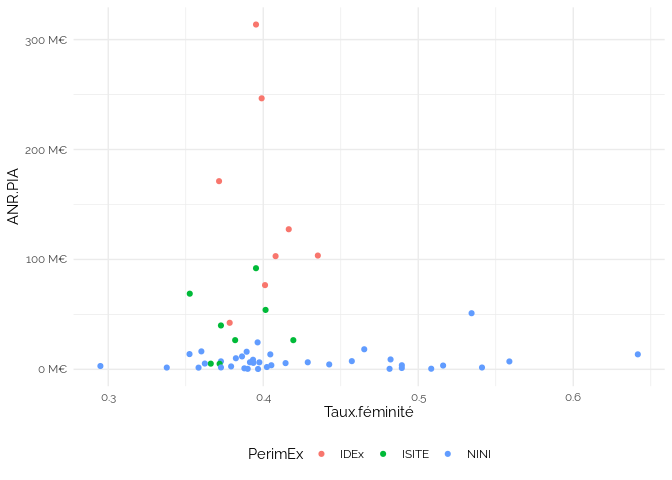 300 M€
200 M€
100 M€
0 M€
ANR.PIA
0.3 0.4 0.5 0.6
Taux.féminité
PerimEx IDEx ISITE NINI